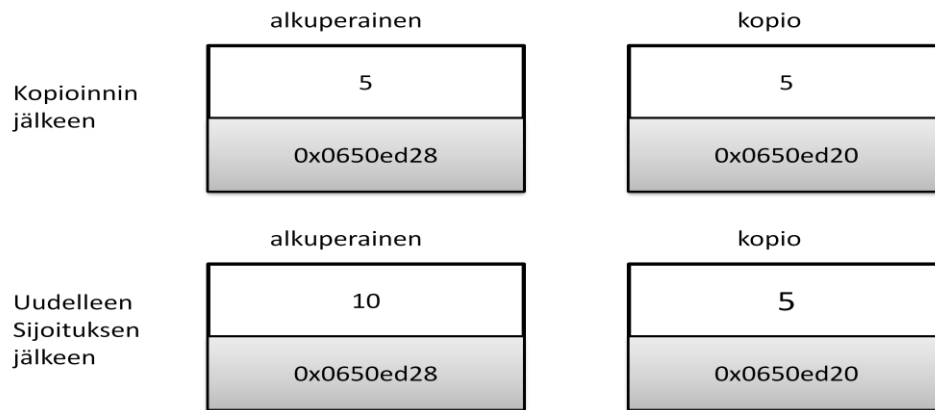 alkuperainen kopio
Kopioinnin
jälkeen
5 5
0x0650ed28 0x0650ed20
alkuperainen kopio
Uudelleen
Sijoituksen
jälkeen
10 5
0x0650ed28 0x0650ed20